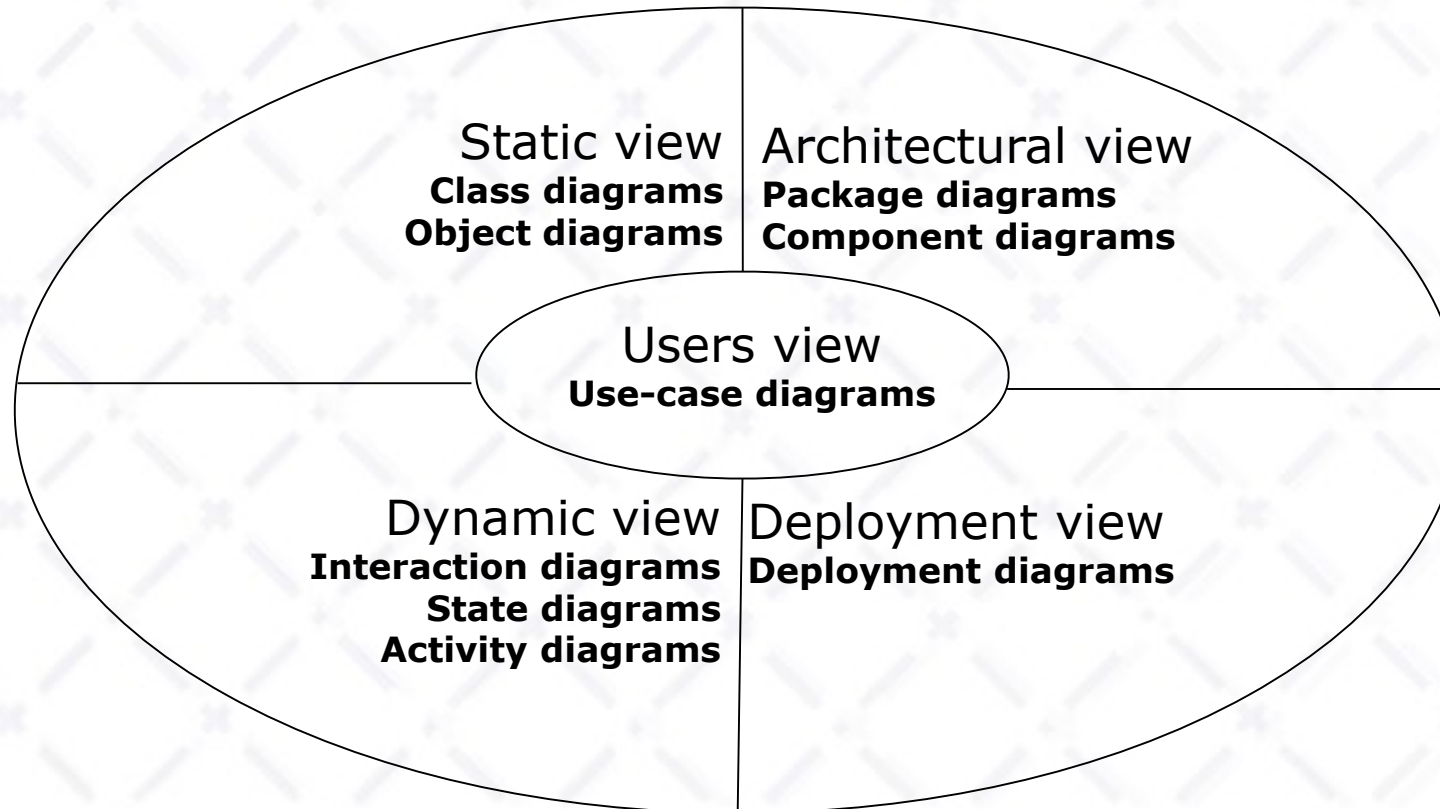 Static view
Class diagrams
Object diagrams
Architectural view
Package diagrams
Component diagrams
Users view
Use-case diagrams
Dynamic view
Interaction diagrams
State diagrams
Activity diagrams
Deployment view
Deployment diagrams